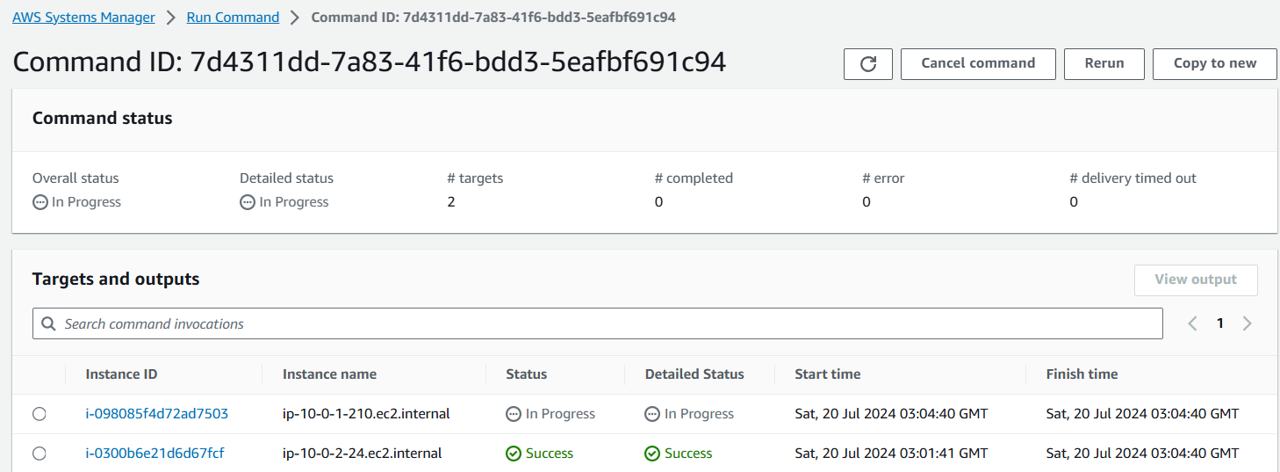 AWS Systems Manager > Run Command > Command ID: 7d4311dd-7a83-41f6-bdd3-5eafbf691c94
Command ID: 7d4311dd-7a83-41f6-bdd3-5eafbf691c94 Cancel command Rerun Copy to new
Command status
Overall status Detailed status # targets # completed # error # delivery timed out
In Progress In Progress 2 0 0 0
Targets and outputs View output
Search command invocations 1
Instance ID Instance name Status Detailed Status Start time Finish time
i-098085f4d72ad7503 ip-10-0-1-210.ec2.internal In Progress In Progress Sat, 20 Jul 2024 03:04:40 GMT Sat, 20 Jul 2024 03:04:40 GMT
i-0300b6e21d6d67fcf ip-10-0-2-24.ec2.internal Success Success Sat, 20 Jul 2024 03:01:41 GMT Sat, 20 Jul 2024 03:04:40 GMT